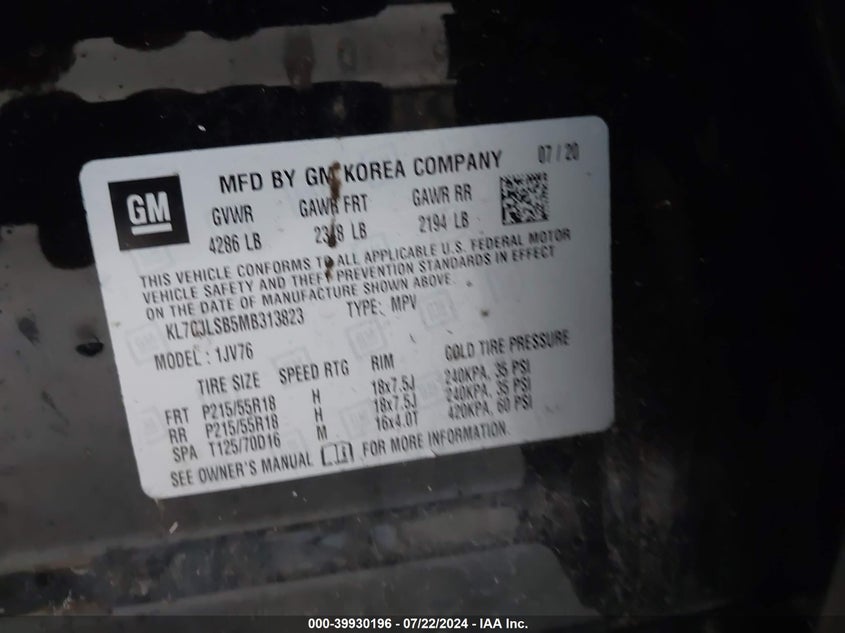 GM
MFD BY GM KOREA COMPANY 07 / 20
GVWR GAWR FRT GAWR RR
4286 LB LB 2194 LB
THIS VEHICLE CONFORMS TO ALL APPLICABLE U.S. FEDERAL MOTOR
VEHICLE SAFETY AND THEFT PREVENTION STANDARDS IN EFFECT
ON THE DATE OF MANUFACTURE SHOWN ABOVE.
KL7CJLSB5MB313823 TYPE: MPV
MODEL : 1JV76
TIRE SIZE SPEED RTG RIM COLD TIRE PRESSURE
FRT P215/55R18 H 18x7.5J 240KPA, 35 PSI
RR P215/55R18 H 18x7.5J 240KPA, 35 PSI
SPA T125/70D16 M 16x4.0T 420KPA, 60 PSI
SEE OWNER'S MANUAL FOR MORE INFORMATION.
000-39930196 - 07/22/2024 - IAA Inc.